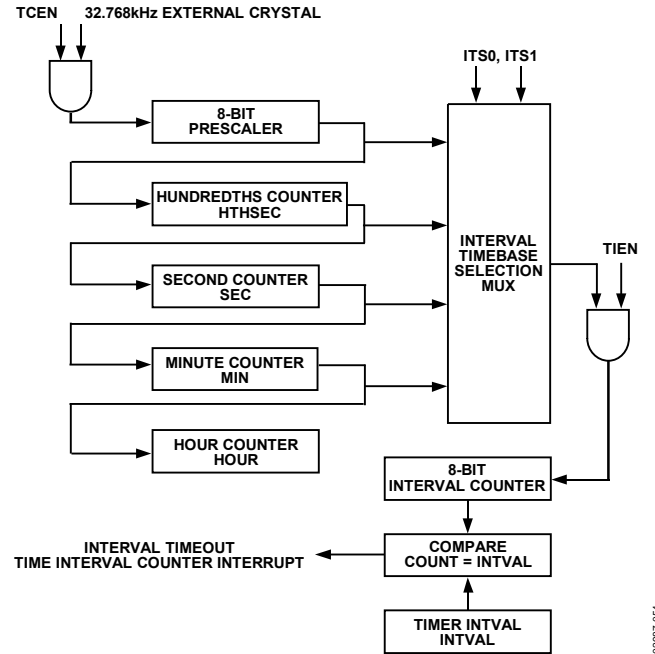 TCEN 32.768kHz EXTERNAL CRYSTAL
ITS0, ITS1
8-BIT
PRESCALER
HUNDREDTHS COUNTER
HTHSEC
INTERVAL
TIMEBASE
SELECTION
MUX
TIEN
SECOND COUNTER
SEC
MINUTE COUNTER
MIN
HOUR COUNTER
HOUR
8-BIT
INTERVAL COUNTER
INTERVAL TIMEOUT
TIME INTERVAL COUNTER INTERRUPT
COMPARE
COUNT = INTVAL
TIMER INTVAL
INTVAL